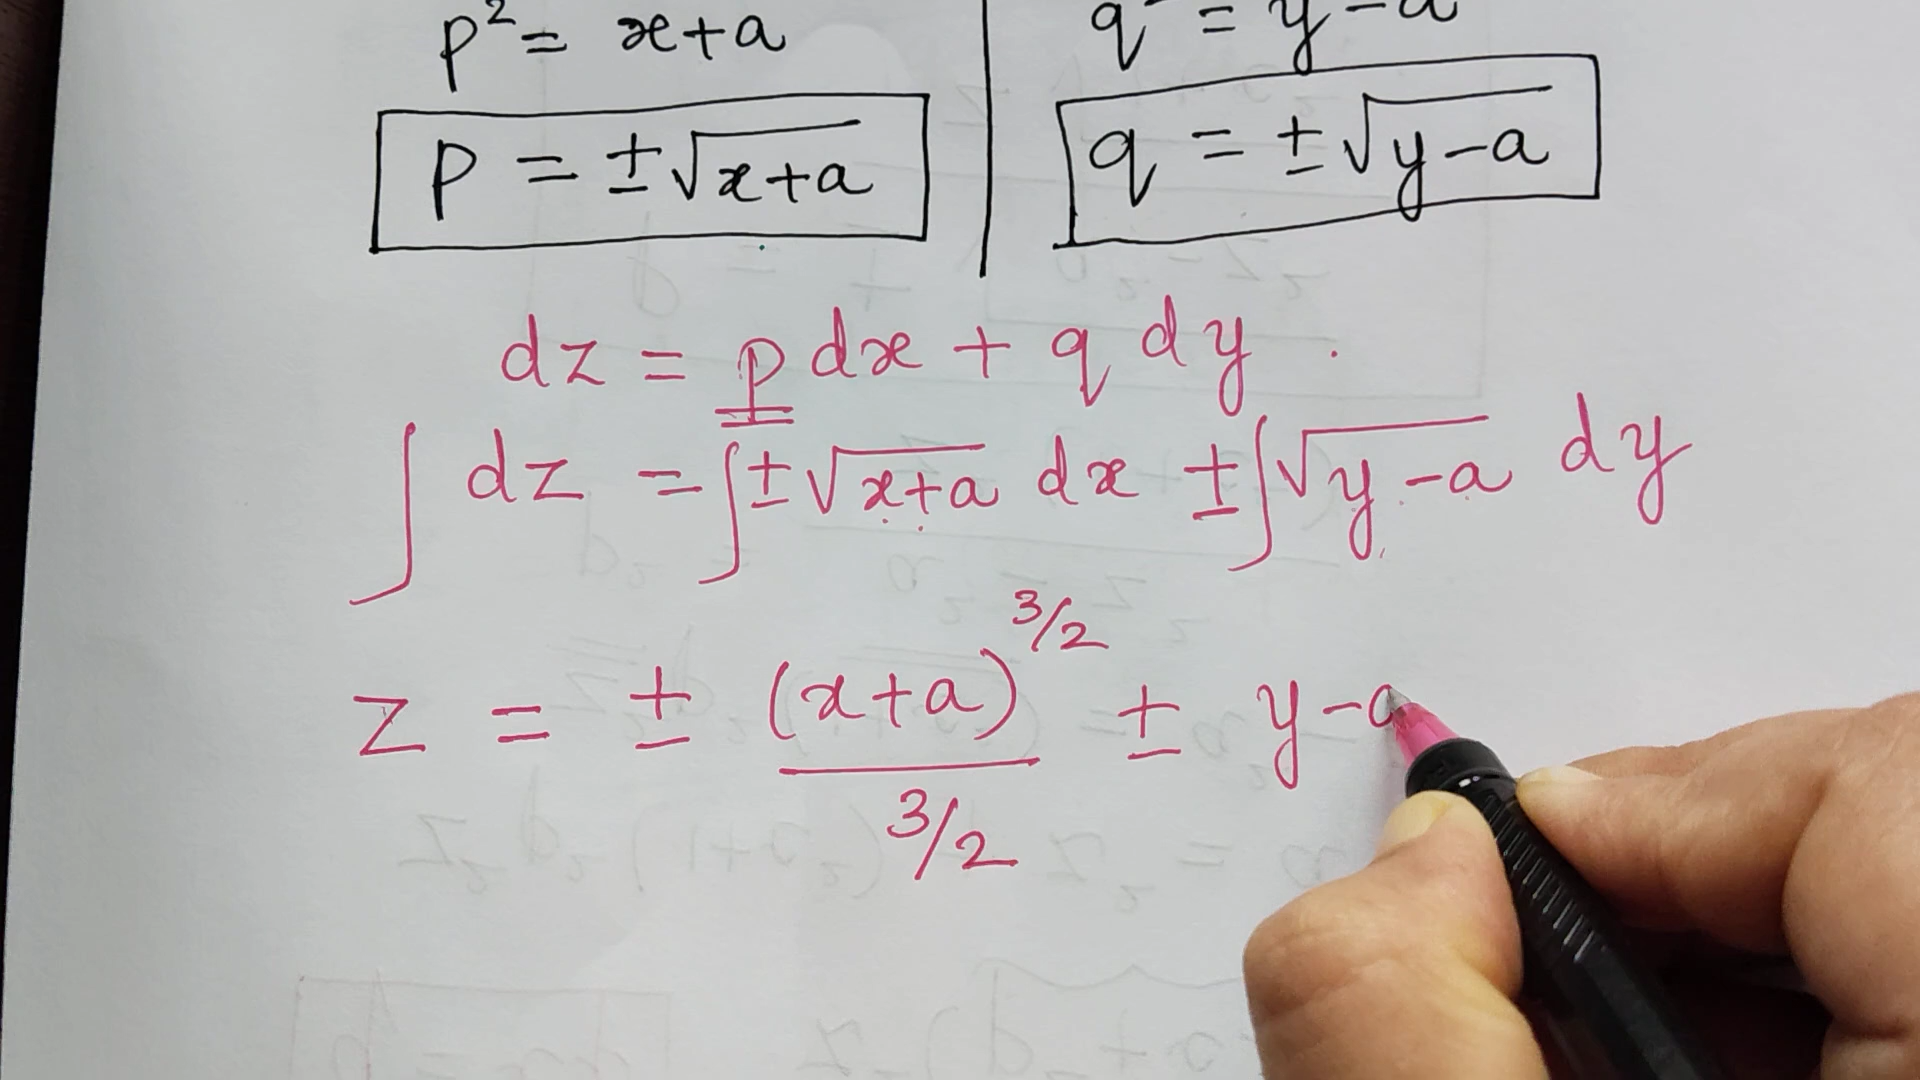 p² = x+a
q² = y-a
p = ±√x+a
q = ±√y-a
dz = p dx + q dy .
∫ dz = ∫±√x+a dx ±∫√y-a dy
z = ± (x+a)^3/2 / 3/2 ± y-a